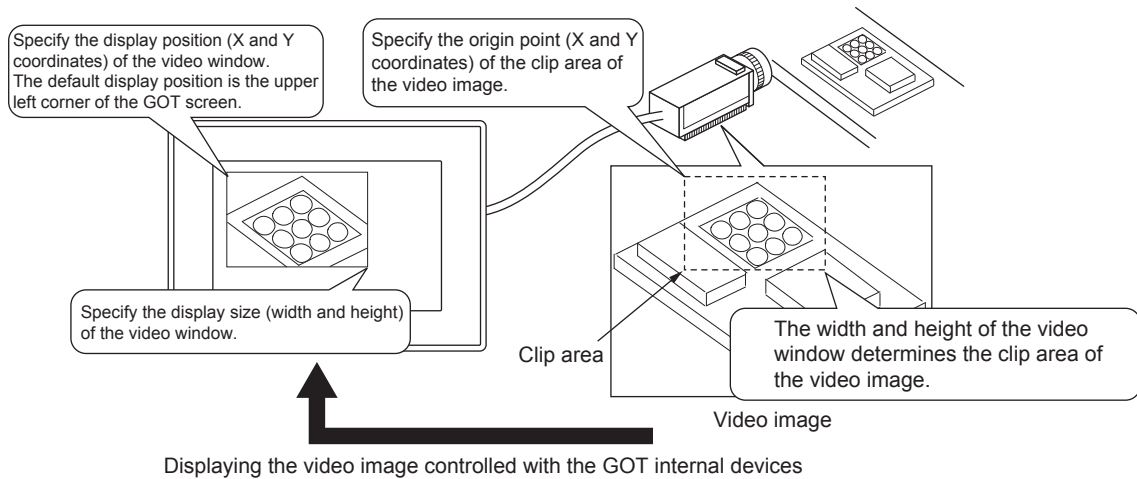 Specify the display position (X and Y
coordinates) of the video window.
The default display position is the upper
left corner of the GOT screen.
Specify the origin point (X and Y
coordinates) of the clip area of
the video image.
Specify the display size (width and height)
of the video window.
Clip area
The width and height of the video
window determines the clip area of
the video image.
Video image
Displaying the video image controlled with the GOT internal devices